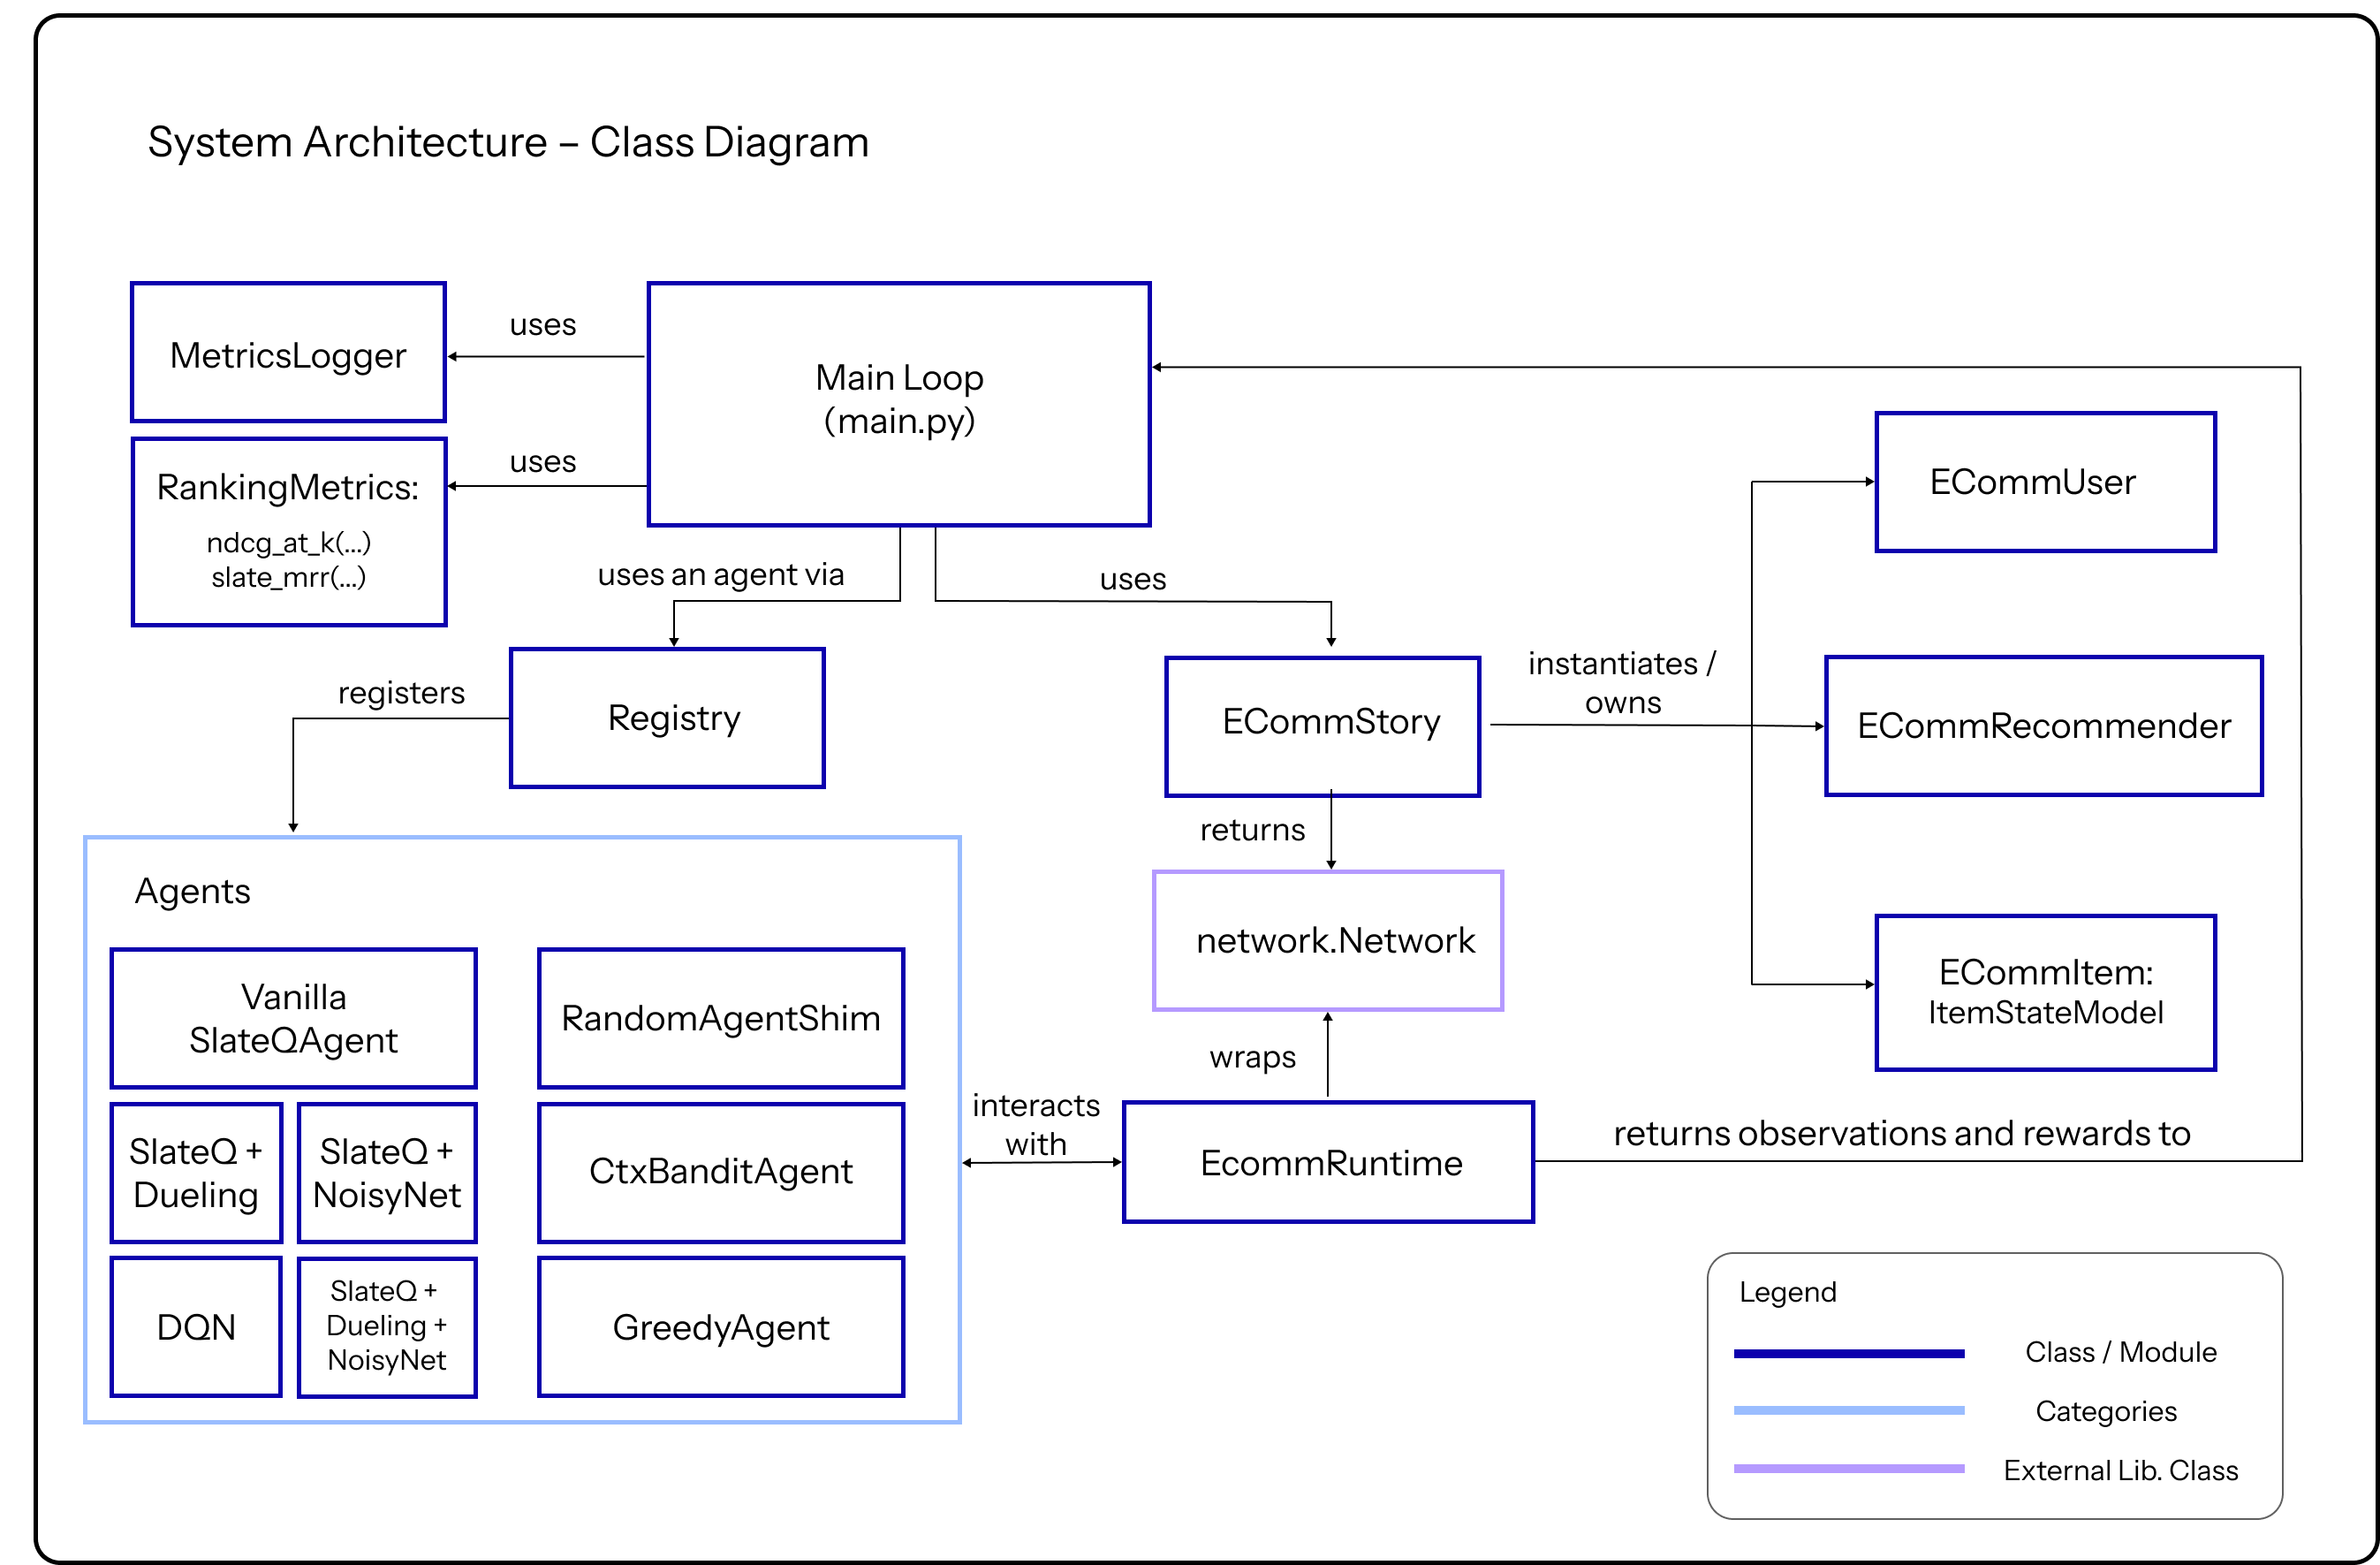 System Architecture – Class Diagram
MetricsLogger
uses
Main Loop
(main.py)
RankingMetrics:
ndcg_at_k(...)
slate_mrr(...)
uses
ECommUser
uses an agent via
uses
registers
Registry
ECommStory
instantiates /
owns
ECommRecommender
returns
Agents
network.Network
ECommItem:
ItemStateModel
Vanilla
SlateQAgent
RandomAgentShim
wraps
SlateQ +
Dueling
SlateQ +
NoisyNet
CtxBanditAgent
interacts
with
EcommRuntime
returns observations and rewards to
DQN
SlateQ +
Dueling +
NoisyNet
GreedyAgent
Legend
Class / Module
Categories
External Lib. Class